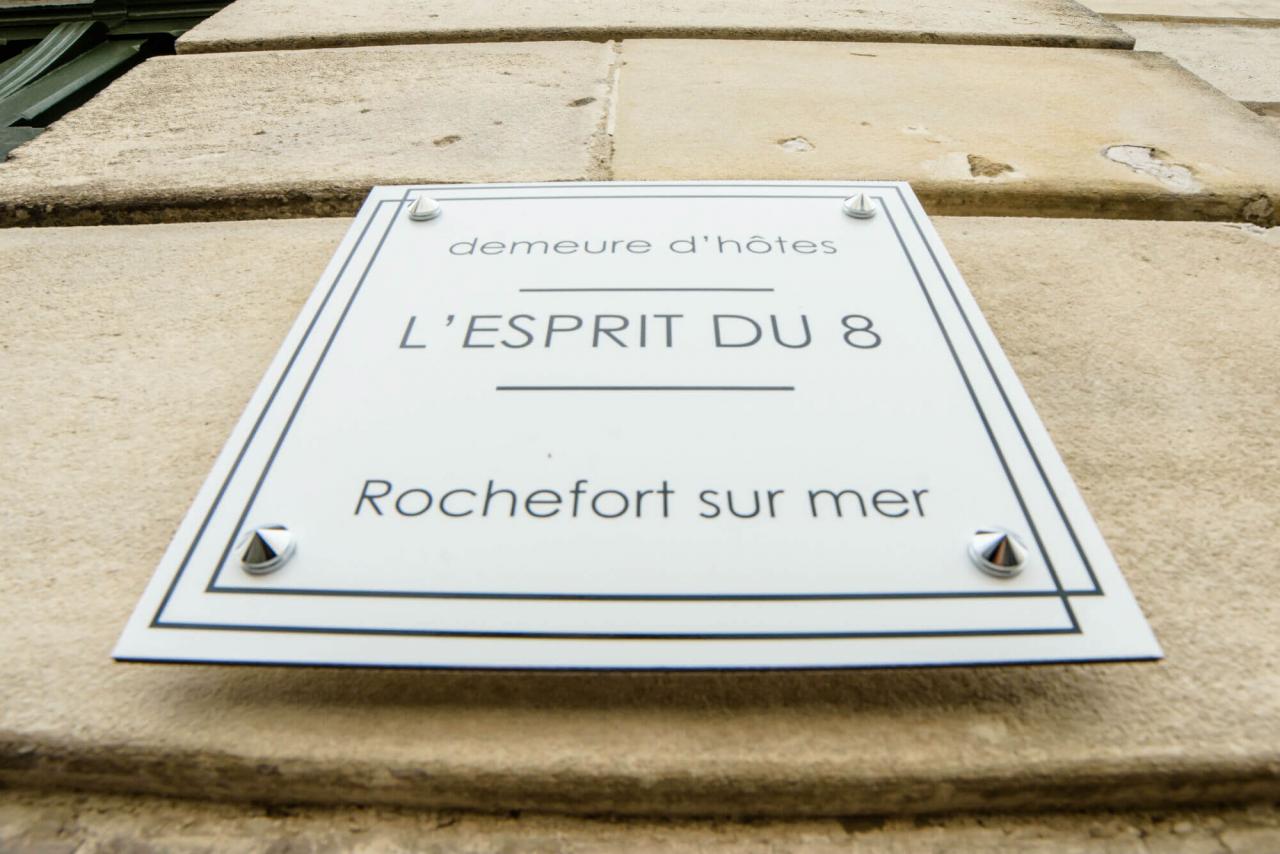 demeure d'hôtes
L'ESPRIT DU 8
Rochefort sur mer